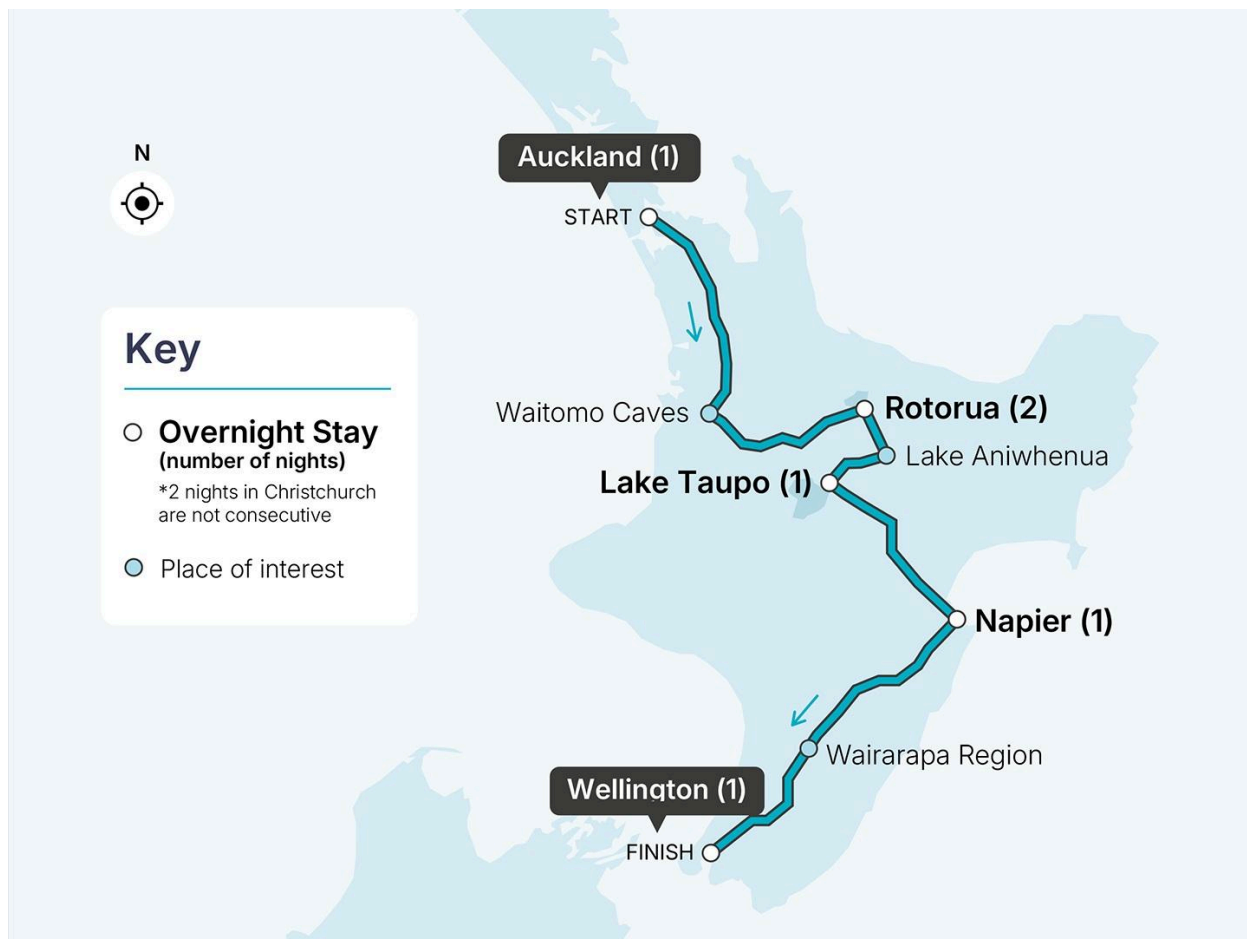 N
Auckland (1)
START
Key
Overnight Stay
(number of nights)
*2 nights in Christchurch
are not consecutive
Place of interest
Waitomo Caves
Rotorua (2)
Lake Aniwhenua
Lake Taupo (1)
Napier (1)
Wairarapa Region
Wellington (1)
FINISH